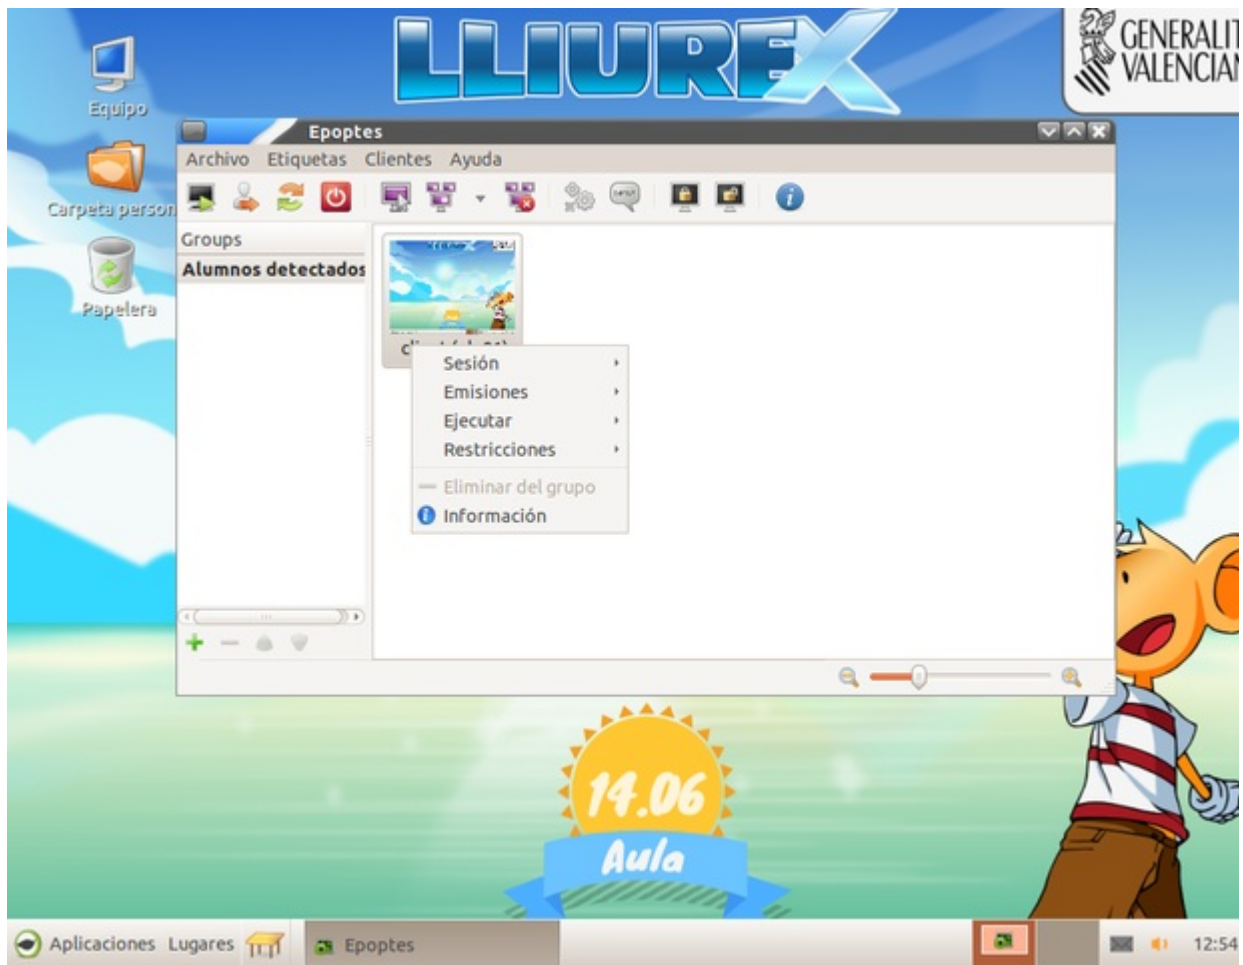 LLIUREX
GENERALIT
VALENCIAN
Equipo
Carpeta person
Papelera
Epoptes
Archivo Etiquetas Clientes Ayuda
Groups
Alumnos detectados
Sesión
Emisiones
Ejecutar
Restricciones
Eliminar del grupo
Información
14.06
Aula
Aplicaciones Lugares Epoptes 12:54